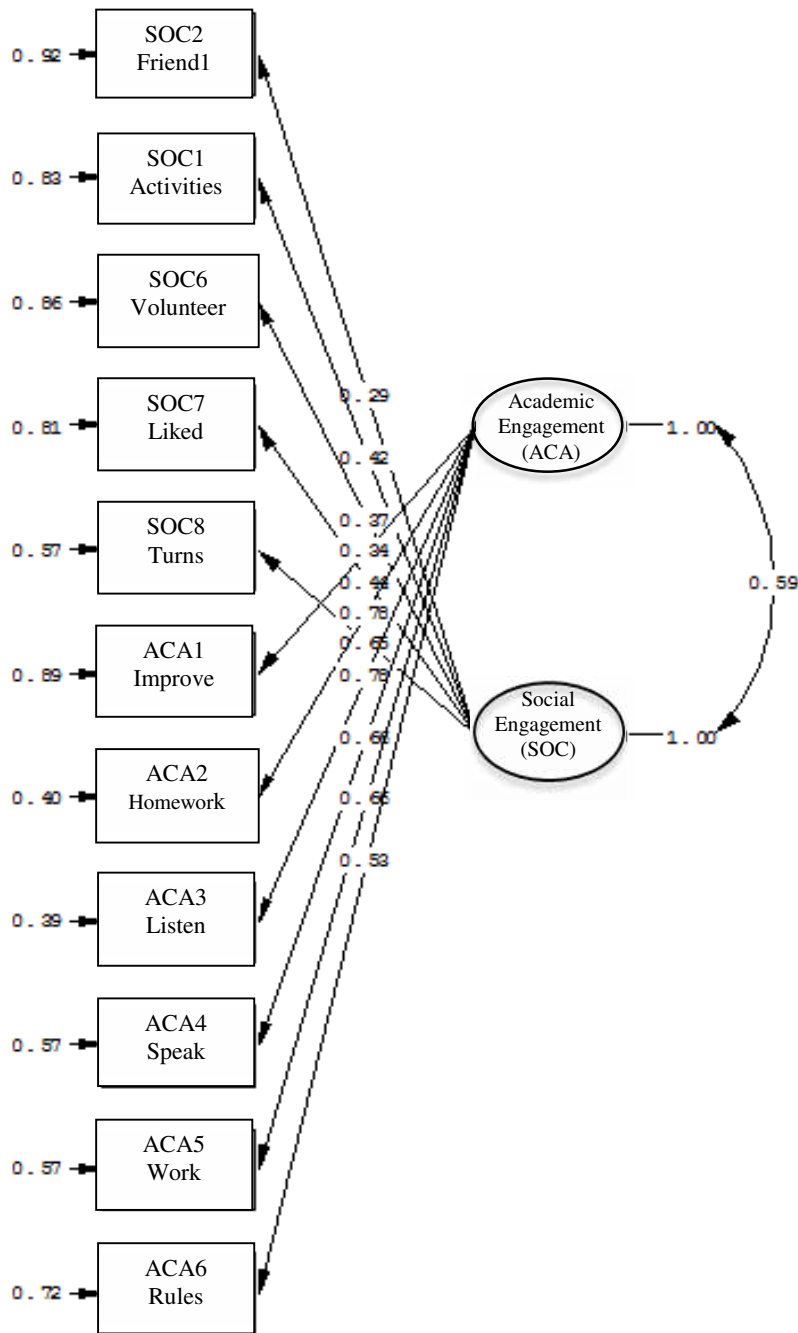 0.92
SOC2
Friend1
0.83
SOC1
Activities
0.86
SOC6
Volunteer
0.81
SOC7
Liked
0.57
SOC8
Turns
0.89
ACA1
Improve
0.40
ACA2
Homework
0.39
ACA3
Listen
0.57
ACA4
Speak
0.57
ACA5
Work
0.72
ACA6
Rules
0.29
0.42
0.37
0.34
0.78
0.65
0.78
0.66
0.53
Academic
Engagement
(ACA)
1.00
0.59
Social
Engagement
(SOC)
1.00